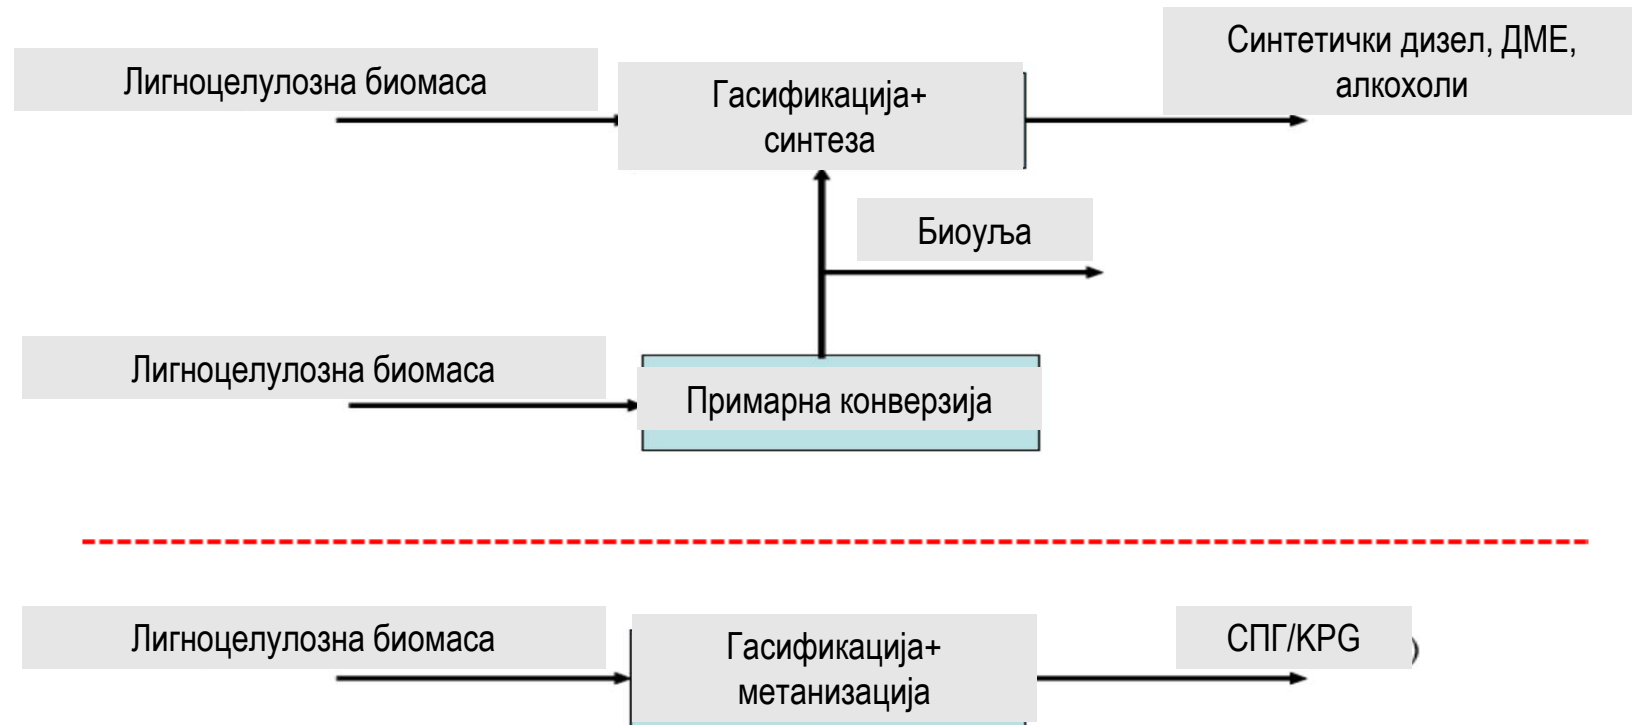 Лигноцелулозна биомаса
Гасификација+
синтеза
Синтетички дизел, ДМЕ,
алкохоли
Биоуља
Лигноцелулозна биомаса
Примарна конверзија
Лигноцелулозна биомаса
Гасификација+
метанизација
СПГ/KPG
)